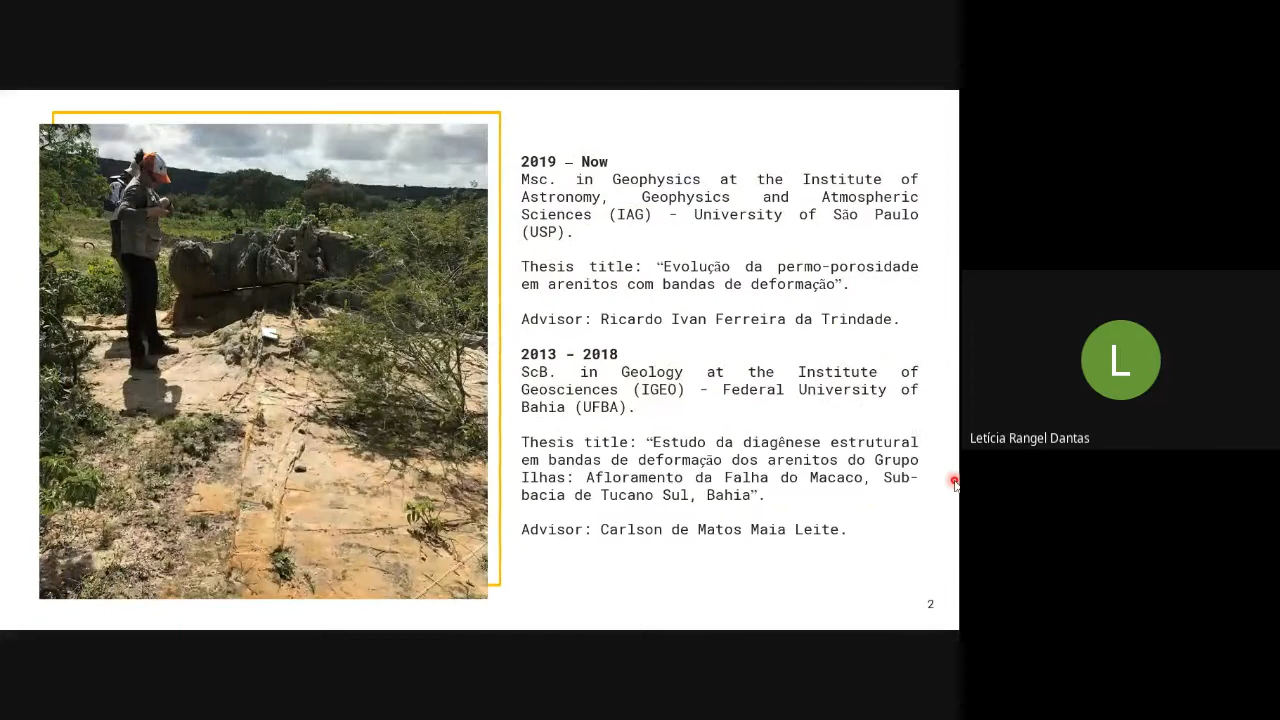 2019 – Now
Msc. in Geophysics at the Institute of
Astronomy, Geophysics and Atmospheric
Sciences (IAG) - University of São Paulo
(USP).
Thesis title: “Evolução da permo-porosidade
em arenitos com bandas de deformação”.
Advisor: Ricardo Ivan Ferreira da Trindade.
2013 - 2018
ScB. in Geology at the Institute of
Geosciences (IGEO) - Federal University of
Bahia (UFBA).
Thesis title: “Estudo da diagênese estrutural
em bandas de deformação dos arenitos do Grupo
Ilhas: Afloramento da Falha do Macaco, Sub-
bacia de Tucano Sul, Bahia”.
Advisor: Carlson de Matos Maia Leite.
2
L
Letícia Rangel Dantas